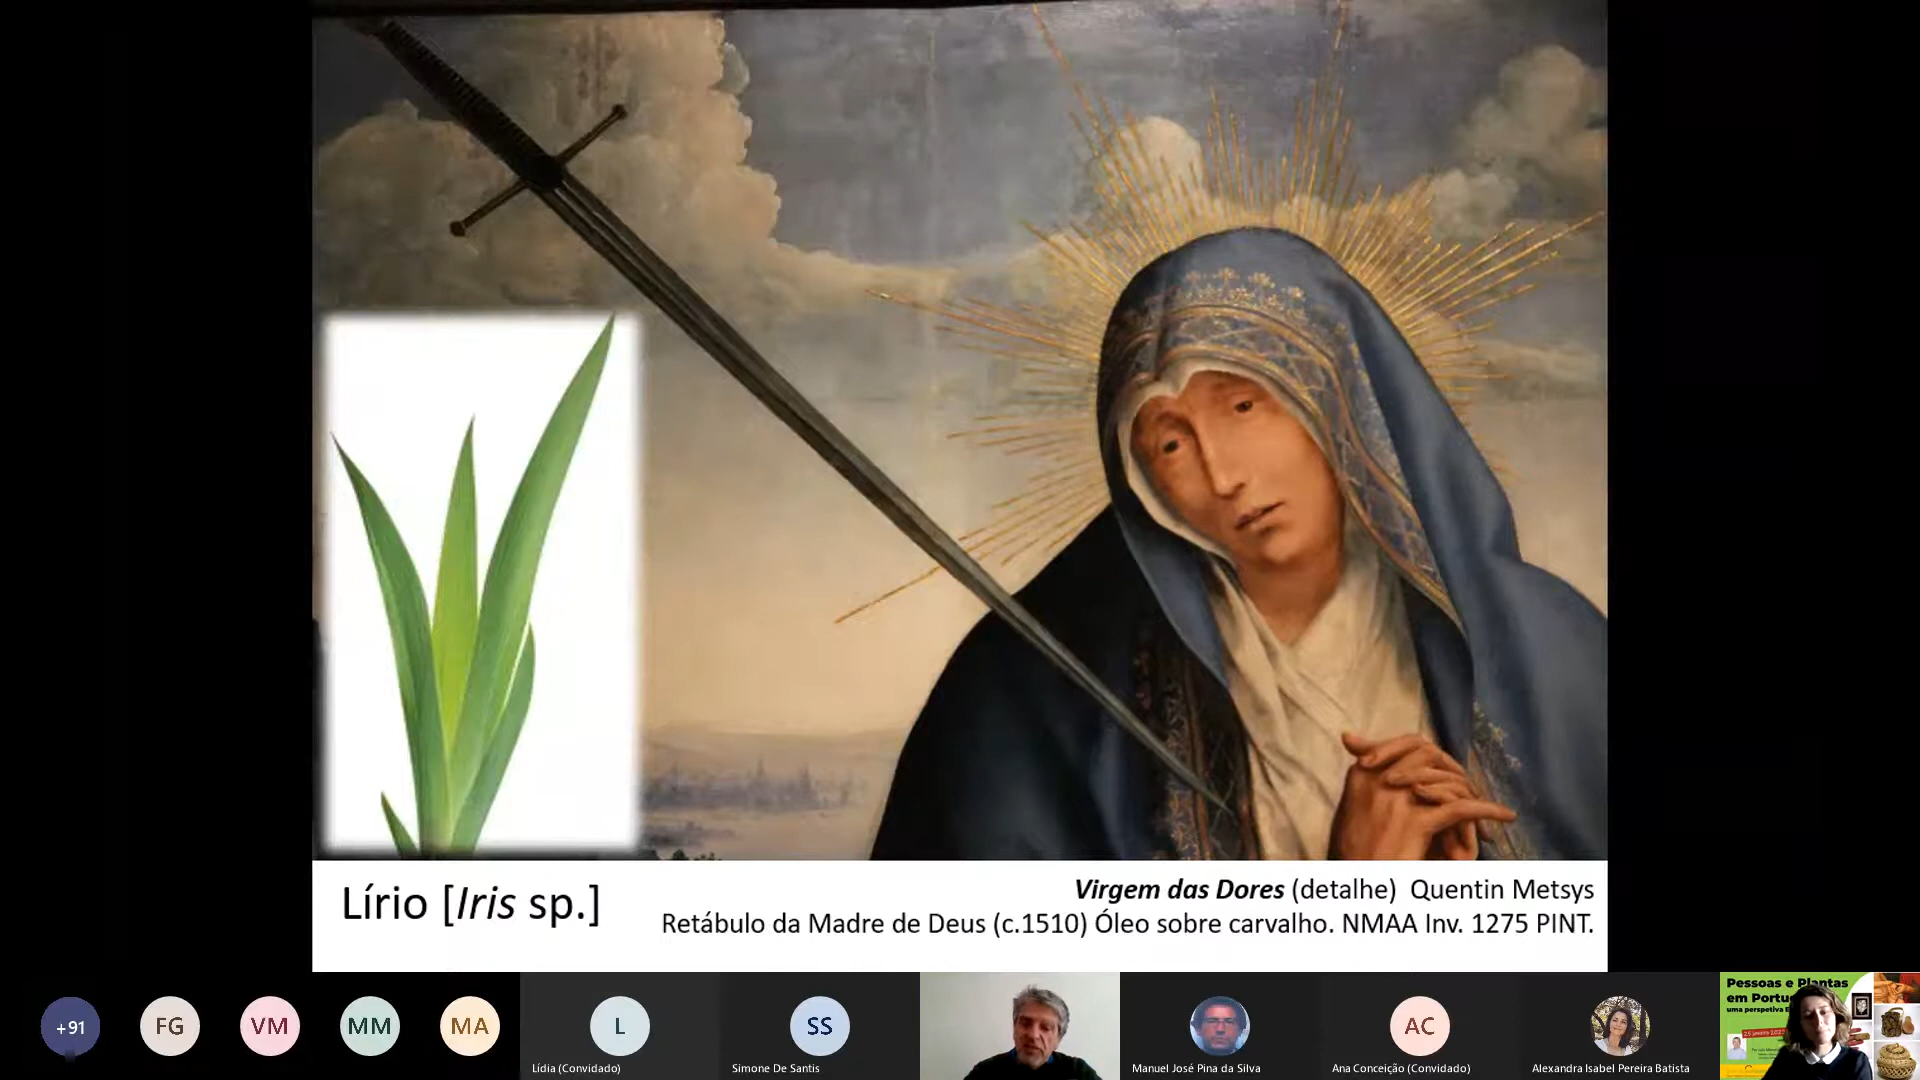 Lírio [Iris sp.]
Virgem das Dores (detalhe) Quentin Metsys
Retábulo da Madre de Deus (c.1510) Óleo sobre carvalho. NMAA Inv. 1275 PINT.
+91
FG
VM
MM
MA
L
Lídia (Convidado)
SS
Simone De Santis
Manuel José Pina da Silva
AC
Ana Conceição (Convidado)
Alexandra Isabel Pereira Batista
Pessoas e Plantas
em Portu
uma perspetiva